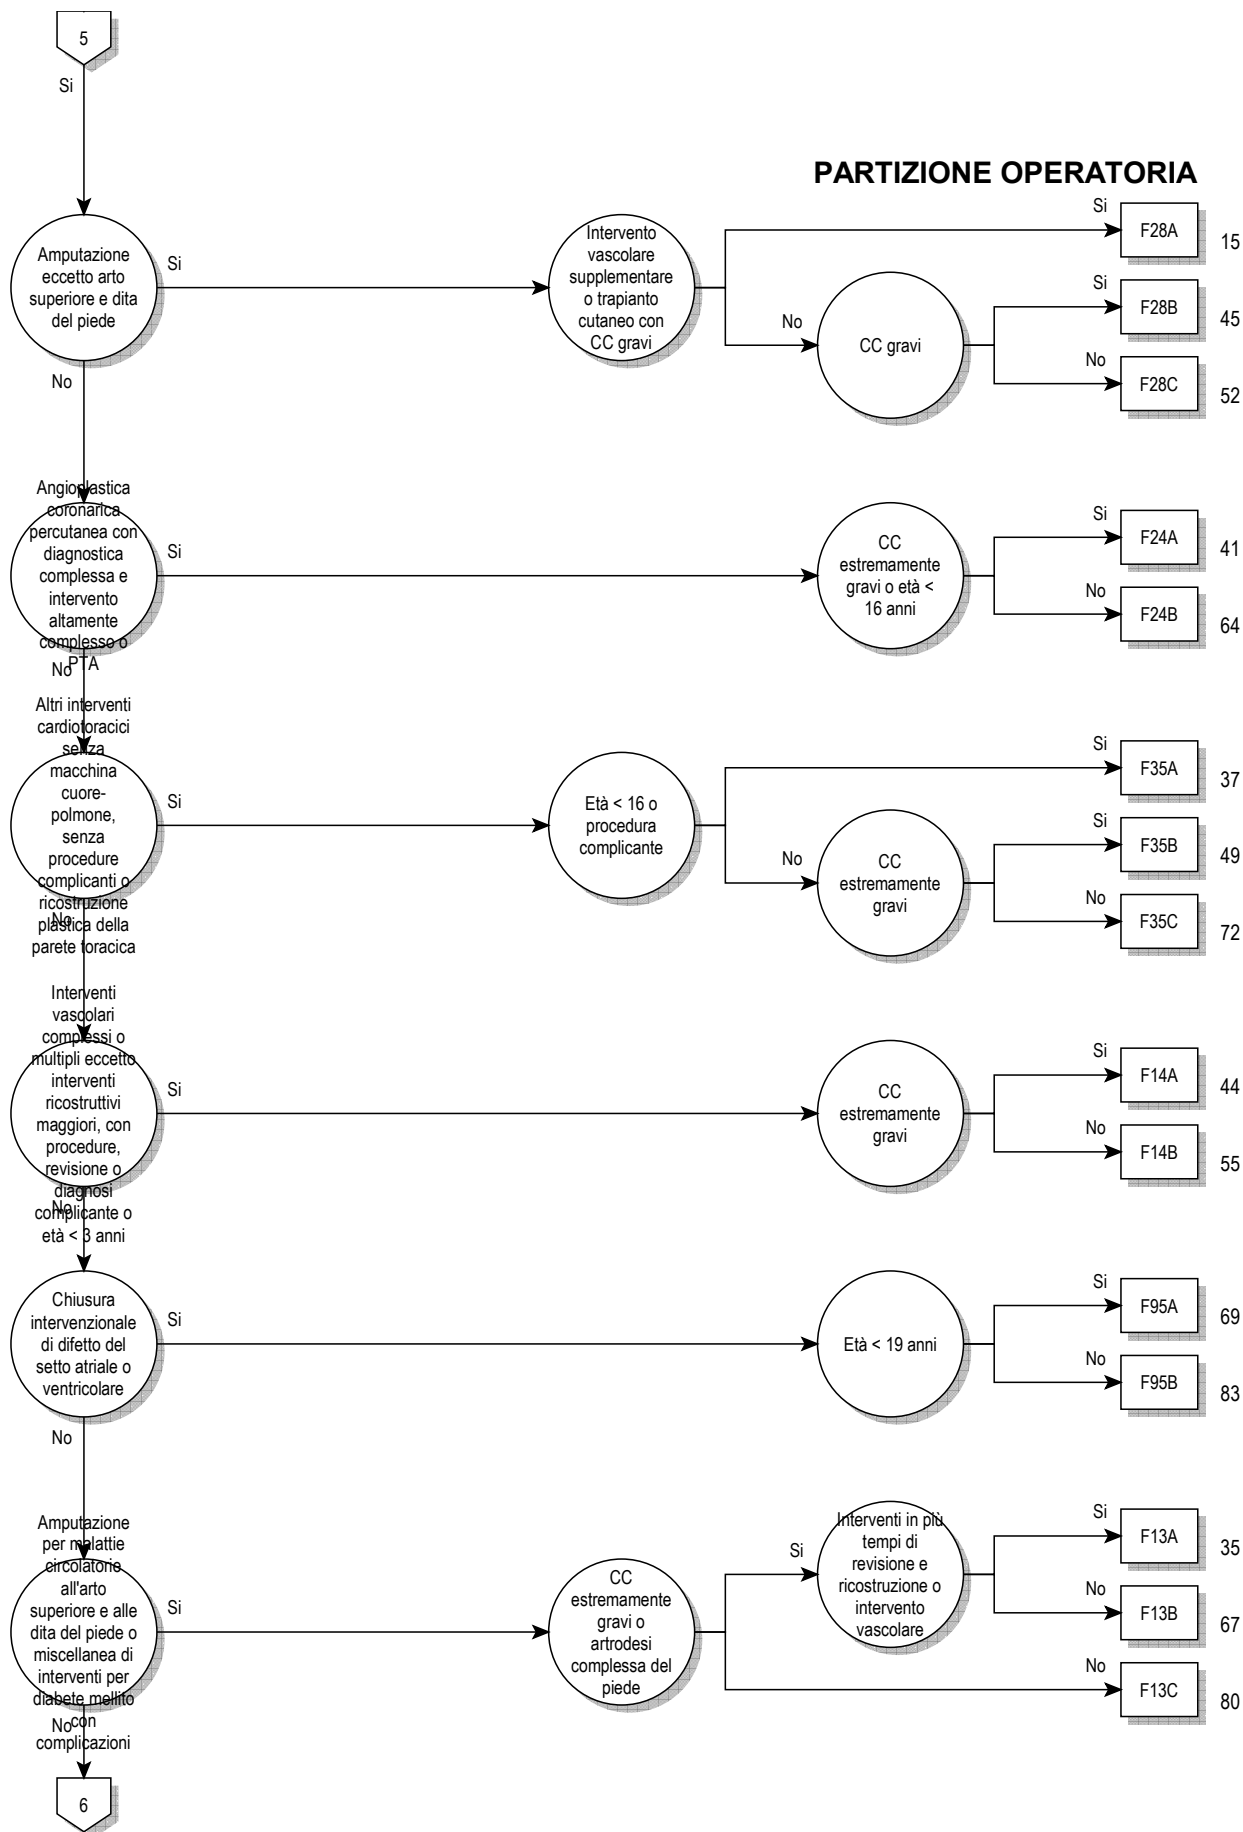 5
Si
PARTIZIONE OPERATORIA
Amputazione
eccetto arto
superiore e dita
del piede
Si
No
Intervento
vascolare
supplementare
o trapianto
cutaneo con
CC gravi
Si
F28A
15
No
CC gravi
Si
F28B
45
No
F28C
52
Angioplastica
coronarica
percutanea con
diagnostica
complessa e
intervento
altamente
complesso o
PTA
Si
No
CC
estremamente
gravi o età <
16 anni
Si
F24A
41
No
F24B
64
Altri interventi
cardiotoracici
senza
macchina
cuore-
polmone,
senza
procedure
complicanti o
ricostruzione
plastica della
parete toracica
Si
No
Età < 16 o
procedura
complicante
Si
F35A
37
No
CC
estremamente
gravi
Si
F35B
49
No
F35C
72
Interventi
vascolari
complessi o
multipli eccetto
interventi
ricostruttivi
maggiori, con
procedure,
revisione o
diagnosi
complicante o
età < 3 anni
Si
No
CC
estremamente
gravi
Si
F14A
44
No
F14B
55
Chiusura
intervenzionale
di difetto del
setto atriale o
ventricolare
Si
No
Età < 19 anni
Si
F95A
69
No
F95B
83
Amputazione
per malattie
circolatorie
all'arto
superiore e alle
dita del piede o
miscellanea di
interventi per
diabete mellito
con
complicazioni
Si
No
CC
estremamente
gravi o
artrodesi
complessa del
piede
Si
Interventi in più
tempi di
revisione e
ricostruzione o
intervento
vascolare
Si
F13A
35
No
F13B
67
No
F13C
80
6